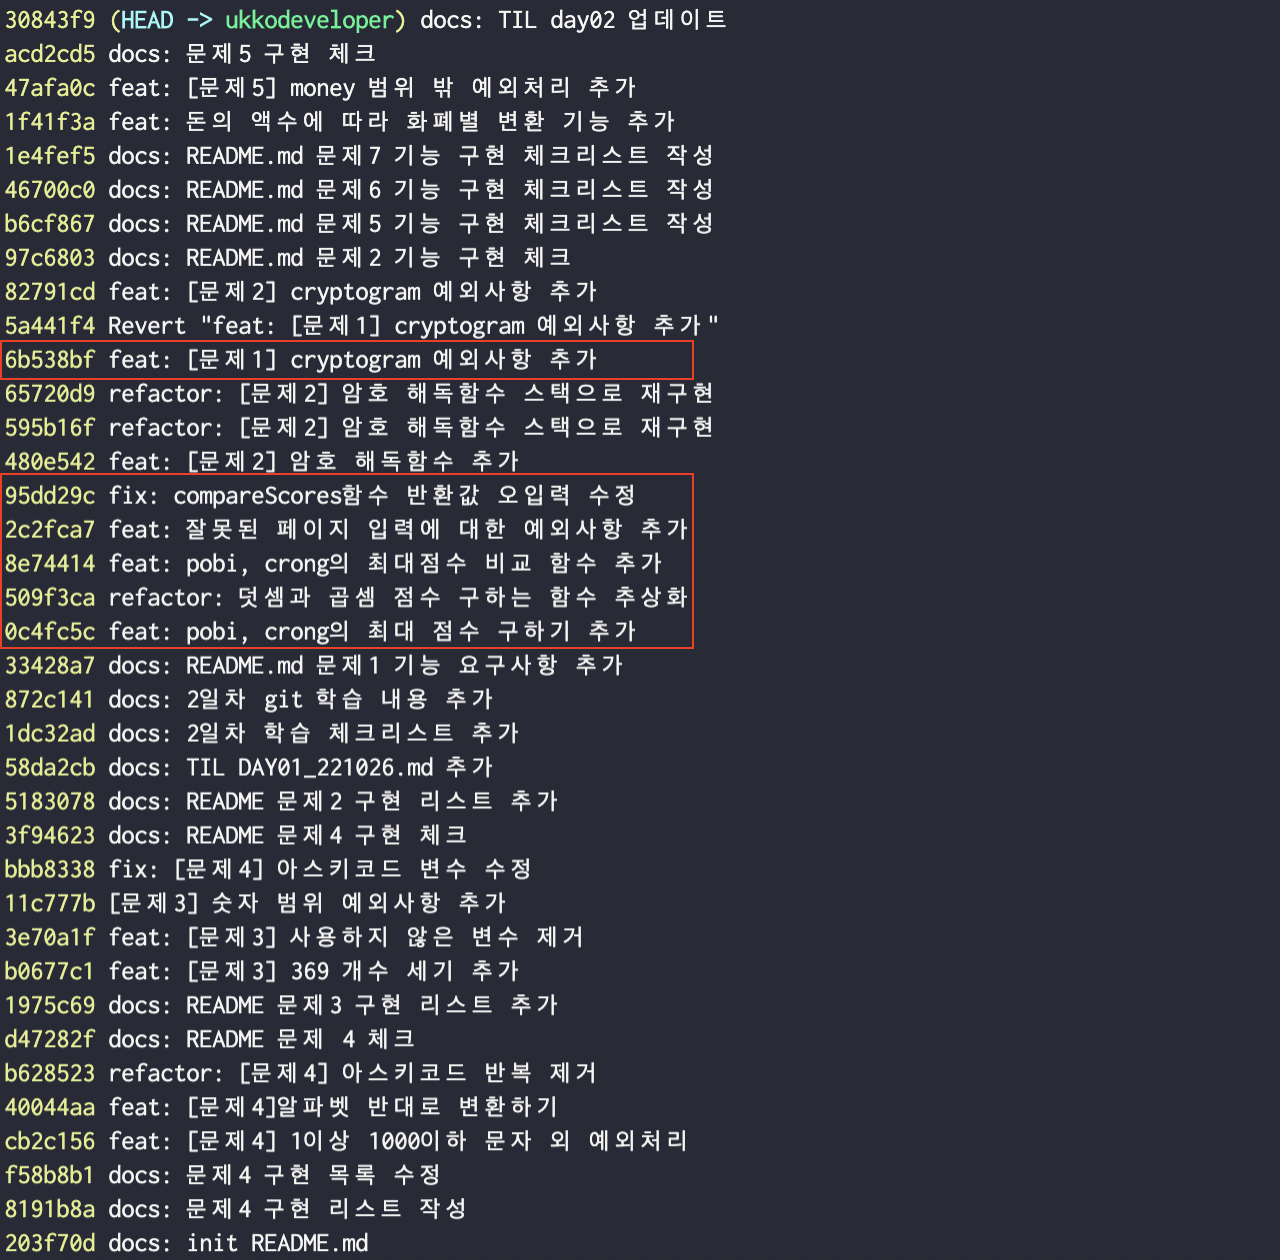 30843f9 (HEAD -> ukkodeveloper) docs: TIL day02 업데이트
acd2cd5 docs: 문제5 구현 체크
47afa0c feat: [문제5] money 범위 밖 예외처리 추가
1f41f3a feat: 돈의 액수에 따라 화폐별 변환 기능 추가
1e4fef5 docs: README.md 문제7 기능 구현 체크리스트 작성
46700c0 docs: README.md 문제6 기능 구현 체크리스트 작성
b6cf867 docs: README.md 문제5 기능 구현 체크리스트 작성
97c6803 docs: README.md 문제2 기능 구현 체크
82791cd feat: [문제2] cryptogram 예외사항 추가
5a441f4 Revert "feat: [문제1] cryptogram 예외사항 추가"
6b538bf feat: [문제1] cryptogram 예외사항 추가
65720d9 refactor: [문제2] 암호 해독함수 스택으로 재구현
595b16f refactor: [문제2] 암호 해독함수 스택으로 재구현
480e542 feat: [문제2] 암호 해독함수 추가
95dd29c fix: compareScores함수 반환값 오입력 수정
2c2fca7 feat: 잘못된 페이지 입력에 대한 예외사항 추가
8e74414 feat: pobi, crong의 최대점수 비교 함수 추가
509f3ca refactor: 덧셈과 곱셈 점수 구하는 함수 추상화
0c4fc5c feat: pobi, crong의 최대 점수 구하기 추가
33428a7 docs: README.md 문제1 기능 요구사항 추가
872c141 docs: 2일차 git 학습 내용 추가
1dc32ad docs: 2일차 학습 체크리스트 추가
58da2cb docs: TIL DAY01_221026.md 추가
5183078 docs: README 문제2 구현 리스트 추가
3f94623 docs: README 문제4 구현 체크
bbb8338 fix: [문제4] 아스키코드 변수 수정
11c777b [문제3] 숫자 범위 예외사항 추가
3e70a1f feat: [문제3] 사용하지 않은 변수 제거
b0677c1 feat: [문제3] 369 개수 세기 추가
1975c69 docs: README 문제3 구현 리스트 추가
d47282f docs: README 문제 4 체크
b628523 refactor: [문제4] 아스키코드 반복 제거
40044aa feat: [문제4]알파벳 반대로 변환하기
cb2c156 feat: [문제4] 1이상 1000이하 문자 외 예외처리
f58b8b1 docs: 문제4 구현 목록 수정
8191b8a docs: 문제4 구현 리스트 작성
203f70d docs: init README.md